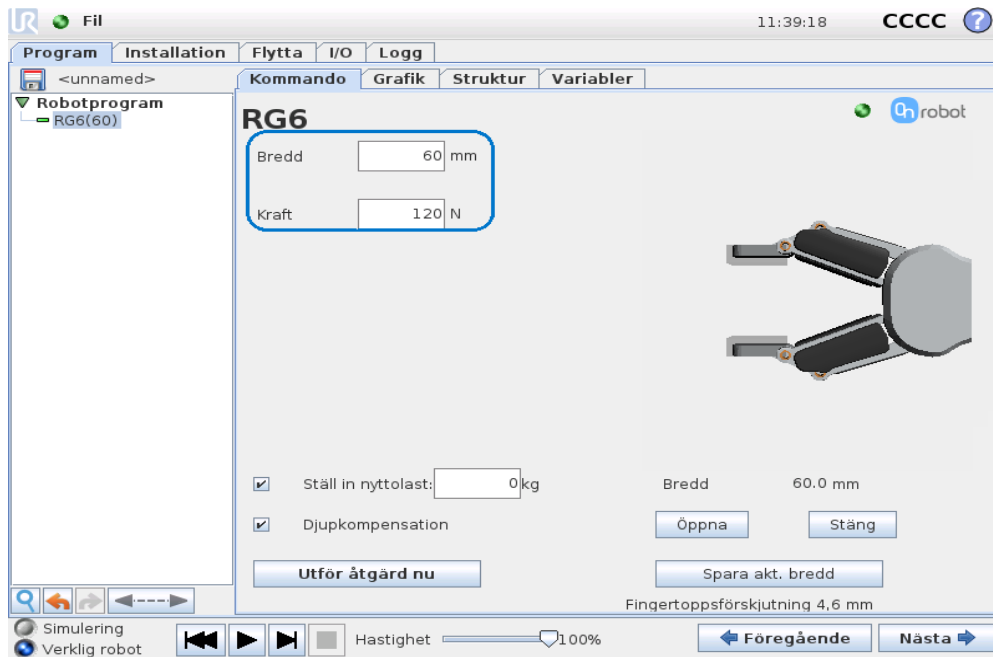 UR Fil 11:39:18 CCCC ?
Program Installation Flytta I/O Logg
<unnamed> Kommando Grafik Struktur Variabler
Robotprogram
RG6(60)
RG6
On robot
Bredd 60 mm
Kraft 120 N
Ställ in nyttolast: 0 kg Bredd 60.0 mm
Djupkompensation Öppna Stäng
Utför åtgärd nu Spara akt. bredd
Fingertoppsförskjutning 4,6 mm
Simulering
Verklig robot
Hastighet 100% Föregående Nästa